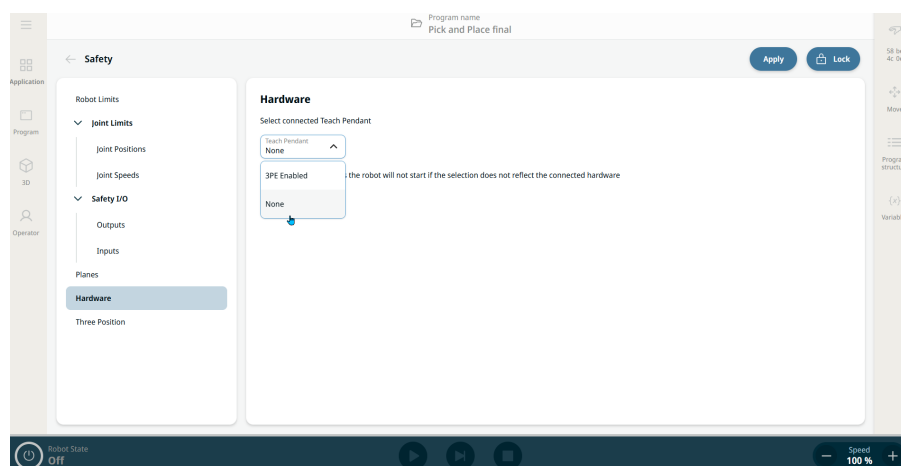 Program name
Pick and Place final
Safety
Apply
Lock
Application
Program
3D
Operator
Robot Limits
Joint Limits
Joint Positions
Joint Speeds
Safety I/O
Outputs
Inputs
Planes
Hardware
Three Position
Hardware
Select connected Teach Pendant
Teach Pendant
None
3PE Enabled
the robot will not start if the selection does not reflect the connected hardware
None
Move
Robot State
Off
Speed
100 %